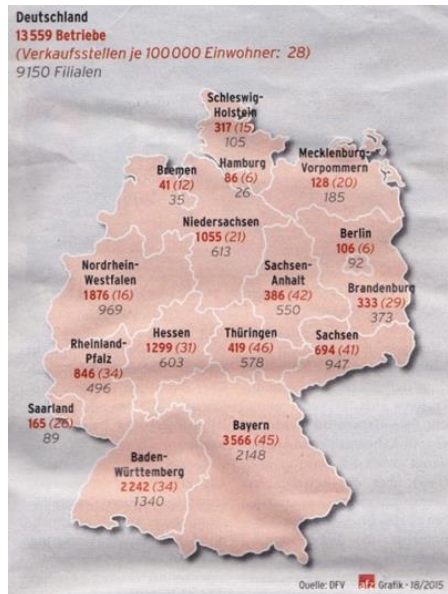 Deutschland
13559 Betriebe
(Verkaufsstellen je 100000 Einwohner: 28)
9150 Filialen
Schleswig-
Holstein
317 (15)
105
Hamburg
86 (6)
26
Mecklenburg-
Vorpommern
128 (20)
185
Bremen
41 (12)
35
Niedersachsen
1055 (21)
613
Berlin
106 (6)
92
Nordrhein-
Westfalen
1876 (16)
969
Sachsen-
Anhalt
386 (42)
550
Brandenburg
333 (29)
373
Hessen
1299 (31)
603
Thüringen
419 (46)
578
Sachsen
694 (41)
947
Rheinland-
Pfalz
846 (34)
496
Saarland
165 (26)
89
Bayern
3566 (45)
2148
Baden-
Württemberg
2242 (34)
1340
Quelle: DFV afz Grafik · 18/2015